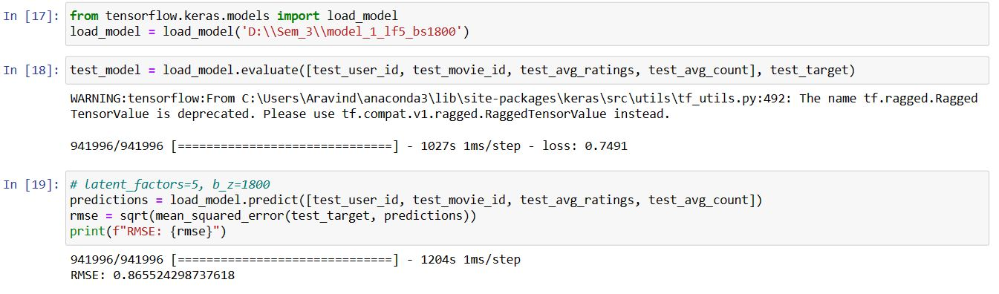 In [17]: from tensorflow.keras.models import load_model
load_model = load_model('D:\\Sem_3\\model_1_lf5_bs1800')
In [18]: test_model = load_model.evaluate([test_user_id, test_movie_id, test_avg_ratings, test_avg_count], test_target)
WARNING:tensorflow:From C:\Users\Aravind\anaconda3\lib\site-packages\keras\src\utils\tf_utils.py:492: The name tf.ragged.Ragged
TensorValue is deprecated. Please use tf.compat.v1.ragged.RaggedTensorValue instead.
941996/941996 [==============================] - 1027s 1ms/step - loss: 0.7491
In [19]: # latent_factors=5, b_z=1800
predictions = load_model.predict([test_user_id, test_movie_id, test_avg_ratings, test_avg_count])
rmse = sqrt(mean_squared_error(test_target, predictions))
print(f"RMSE: {rmse}")
941996/941996 [==============================] - 1204s 1ms/step
RMSE: 0.865524298737618